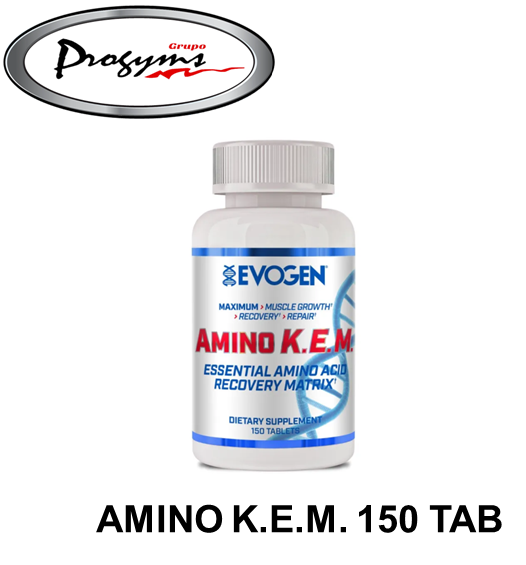 Grupo
Progyms
EVOGEN
MAXIMUM > MUSCLE GROWTH†
> RECOVERY† > REPAIR†
AMINO K.E.M.
ESSENTIAL AMINO ACID
RECOVERY MATRIX†
DIETARY SUPPLEMENT
150 TABLETS
AMINO K.E.M. 150 TAB